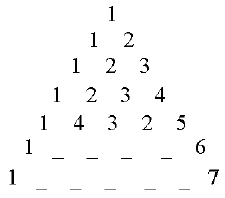 1
1 2
1 2 3
1 2 3 4
1 4 3 2 5
1 _ _ _ _ 6
1 _ _ _ _ _ 7